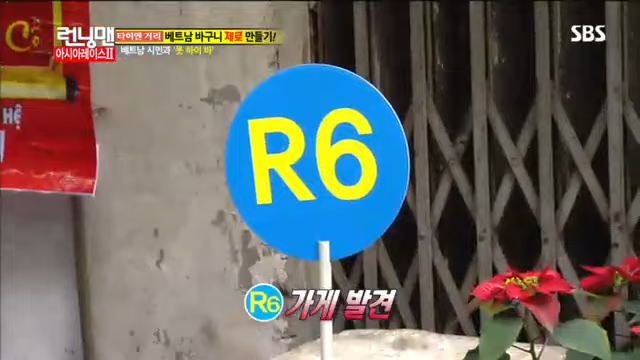 런닝맨
아시아레이스II
타히엔 거리 베트남 바구니 제로 만들기!
베트남 시민과 '못 하이 바'
SBS
HỆ
R6
R6 가게 발견